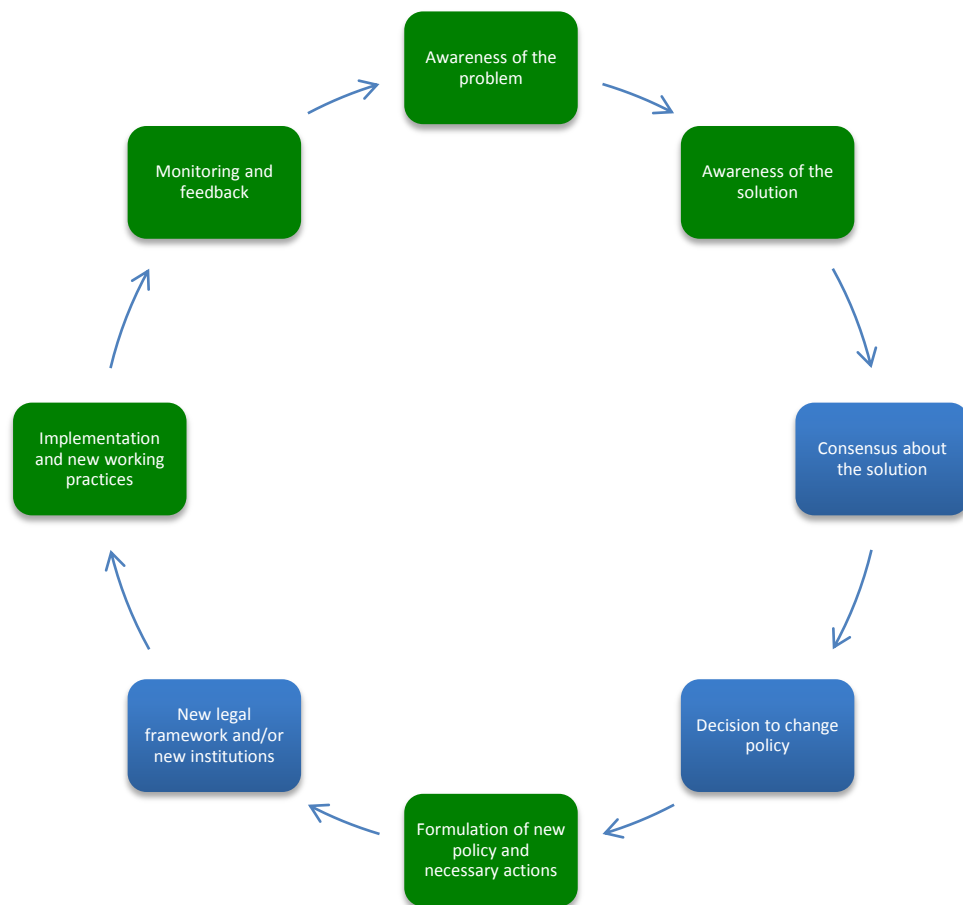 Awareness of the
problem
Awareness of the
solution
Consensus about
the solution
Decision to change
policy
Formulation of new
policy and
necessary actions
New legal
framework and/or
new institutions
Implementation
and new working
practices
Monitoring and
feedback